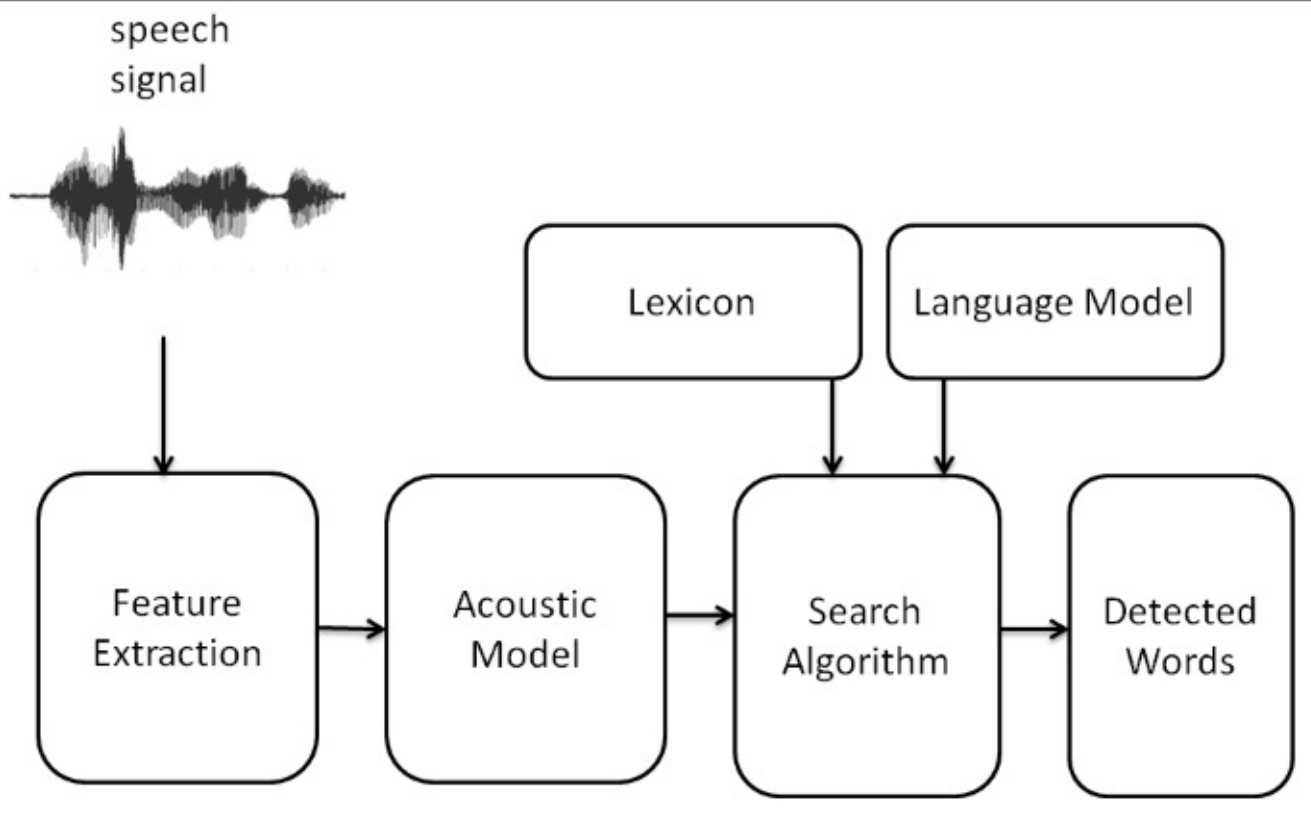 speech
signal
Lexicon
Language Model
Feature
Extraction
Acoustic
Model
Search
Algorithm
Detected
Words